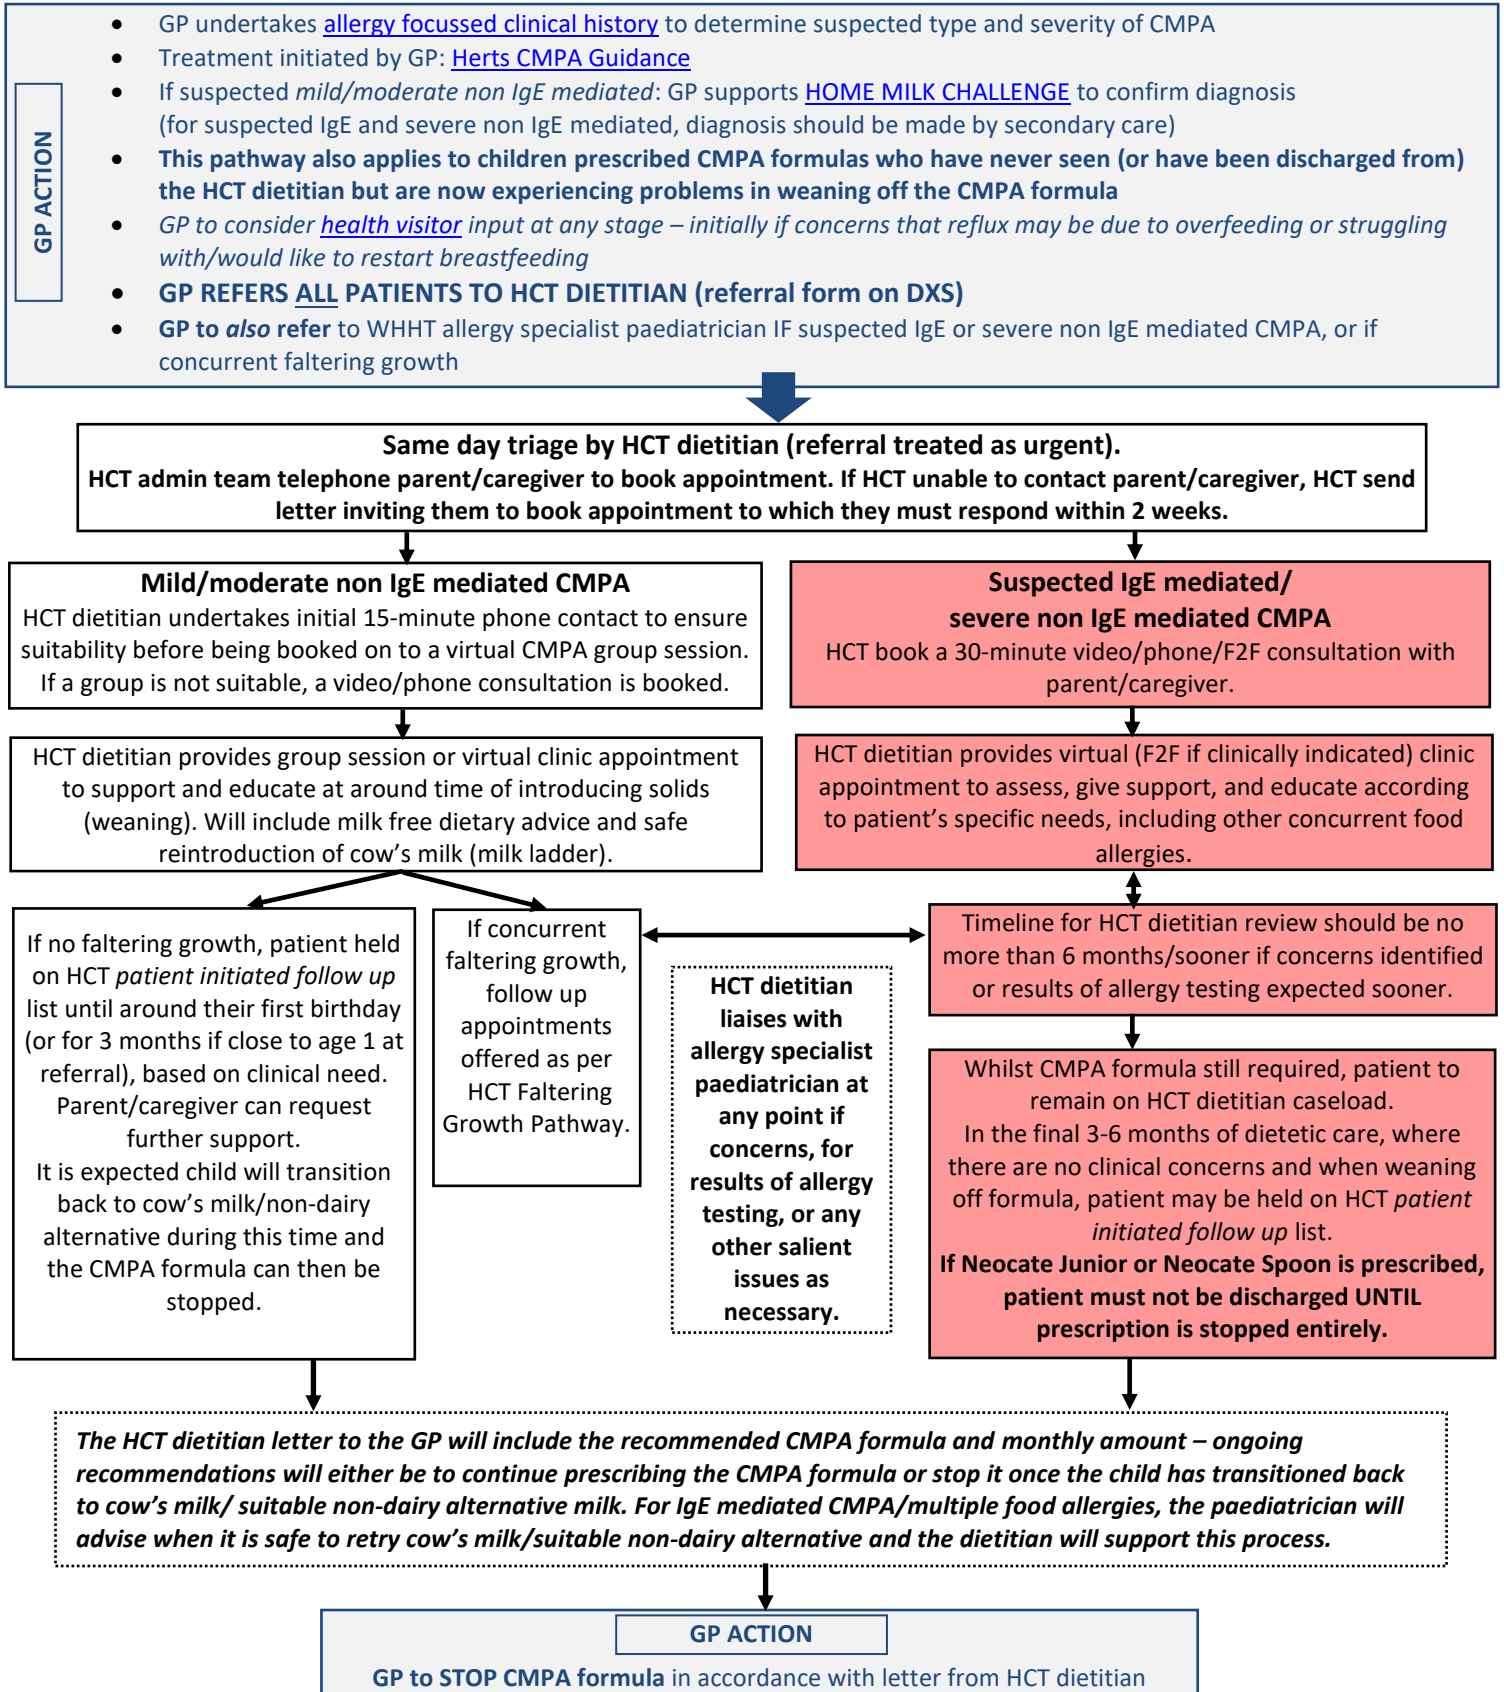 GP ACTION
• GP undertakes allergy focussed clinical history to determine suspected type and severity of CMPA
• Treatment initiated by GP: Herts CMPA Guidance
• If suspected mild/moderate non IgE mediated: GP supports HOME MILK CHALLENGE to confirm diagnosis
(for suspected IgE and severe non IgE mediated, diagnosis should be made by secondary care)
• This pathway also applies to children prescribed CMPA formulas who have never seen (or have been discharged from)
the HCT dietitian but are now experiencing problems in weaning off the CMPA formula
• GP to consider health visitor input at any stage – initially if concerns that reflux may be due to overfeeding or struggling
with/would like to restart breastfeeding
• GP REFERS ALL PATIENTS TO HCT DIETITIAN (referral form on DXS)
• GP to also refer to WHHT allergy specialist paediatrician IF suspected IgE or severe non IgE mediated CMPA, or if
concurrent faltering growth
Same day triage by HCT dietitian (referral treated as urgent).
HCT admin team telephone parent/caregiver to book appointment. If HCT unable to contact parent/caregiver, HCT send
letter inviting them to book appointment to which they must respond within 2 weeks.
Mild/moderate non IgE mediated CMPA
HCT dietitian undertakes initial 15-minute phone contact to ensure
suitability before being booked on to a virtual CMPA group session.
If a group is not suitable, a video/phone consultation is booked.
Suspected IgE mediated/
severe non IgE mediated CMPA
HCT book a 30-minute video/phone/F2F consultation with
parent/caregiver.
HCT dietitian provides group session or virtual clinic appointment
to support and educate at around time of introducing solids
(weaning). Will include milk free dietary advice and safe
reintroduction of cow's milk (milk ladder).
HCT dietitian provides virtual (F2F if clinically indicated) clinic
appointment to assess, give support, and educate according
to patient's specific needs, including other concurrent food
allergies.
If no faltering growth, patient held
on HCT patient initiated follow up
list until around their first birthday
(or for 3 months if close to age 1 at
referral), based on clinical need.
Parent/caregiver can request
further support.
It is expected child will transition
back to cow's milk/non-dairy
alternative during this time and
the CMPA formula can then be
stopped.
If concurrent
faltering growth,
follow up
appointments
offered as per
HCT Faltering
Growth Pathway.
HCT dietitian
liaises with
allergy specialist
paediatrician at
any point if
concerns, for
results of allergy
testing, or any
other salient
issues as
necessary.
Timeline for HCT dietitian review should be no
more than 6 months/sooner if concerns identified
or results of allergy testing expected sooner.
Whilst CMPA formula still required, patient to
remain on HCT dietitian caseload.
In the final 3-6 months of dietetic care, where
there are no clinical concerns and when weaning
off formula, patient may be held on HCT patient
initiated follow up list.
If Neocate Junior or Neocate Spoon is prescribed,
patient must not be discharged UNTIL
prescription is stopped entirely.
The HCT dietitian letter to the GP will include the recommended CMPA formula and monthly amount – ongoing
recommendations will either be to continue prescribing the CMPA formula or stop it once the child has transitioned back
to cow's milk/ suitable non-dairy alternative milk. For IgE mediated CMPA/multiple food allergies, the paediatrician will
advise when it is safe to retry cow's milk/suitable non-dairy alternative and the dietitian will support this process.
GP ACTION
GP to STOP CMPA formula in accordance with letter from HCT dietitian